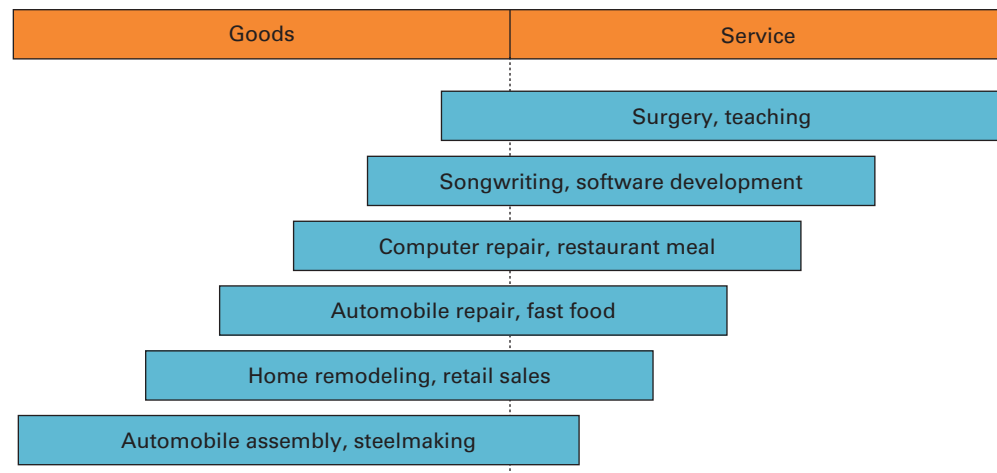 Goods
Service
Surgery, teaching
Songwriting, software development
Computer repair, restaurant meal
Automobile repair, fast food
Home remodeling, retail sales
Automobile assembly, steelmaking